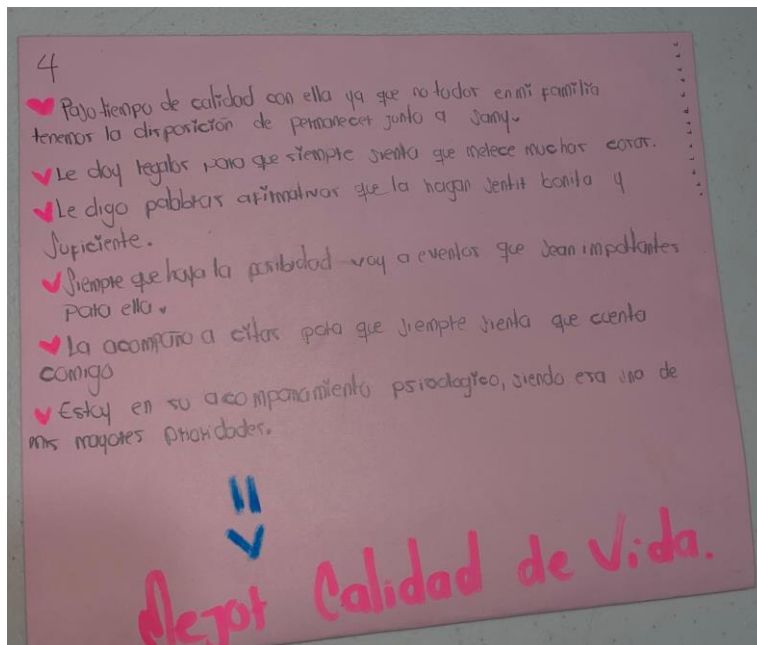 4
Paso tiempo de calidad con ella ya que no todos en mi familia
tenemos la disposición de permanecer junto a Samy.
Le doy regalos para que siempre sienta que merece muchas cosas.
Le digo palabras afirmativas que la hagan sentir bonita y
suficiente.
Siempre que haya la posibidad voy a eventos que sean importantes
para ella.
La acompaño a citas para que siempre sienta que cuenta
comigo
Estoy en su acompanamiento psicologico, siendo esa uno de
mis mayores prioridades.
Mejor Calidad de Vida.